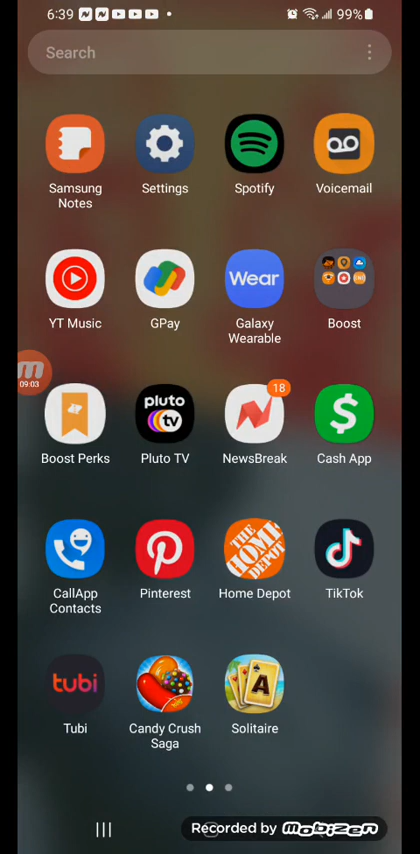 6:39
99%
Search
Samsung
Notes
Settings
Spotify
Voicemail
Wear
YT Music
GPay
Galaxy
Wearable
Boost
09:03
pluto
tv
18
Boost Perks
Pluto TV
NewsBreak
$
Cash App
THE
HOME
DEPOT
CallApp
Contacts
Pinterest
Home Depot
TikTok
tubi
A
Tubi
Candy Crush
Saga
Solitaire
Recorded by mobizen